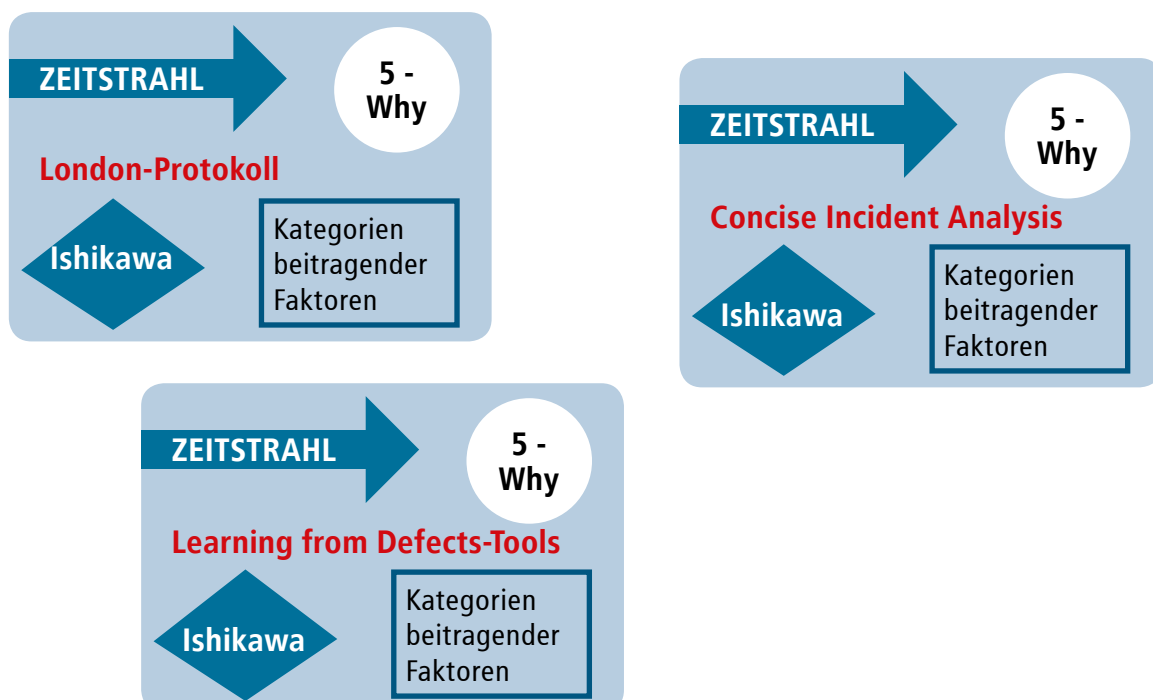 ZEITSTRAHL
5 -
Why
London-Protokoll
Ishikawa
Kategorien
beitragender
Faktoren
ZEITSTRAHL
5 -
Why
Concise Incident Analysis
Ishikawa
Kategorien
beitragender
Faktoren
ZEITSTRAHL
5 -
Why
Learning from Defects-Tools
Ishikawa
Kategorien
beitragender
Faktoren